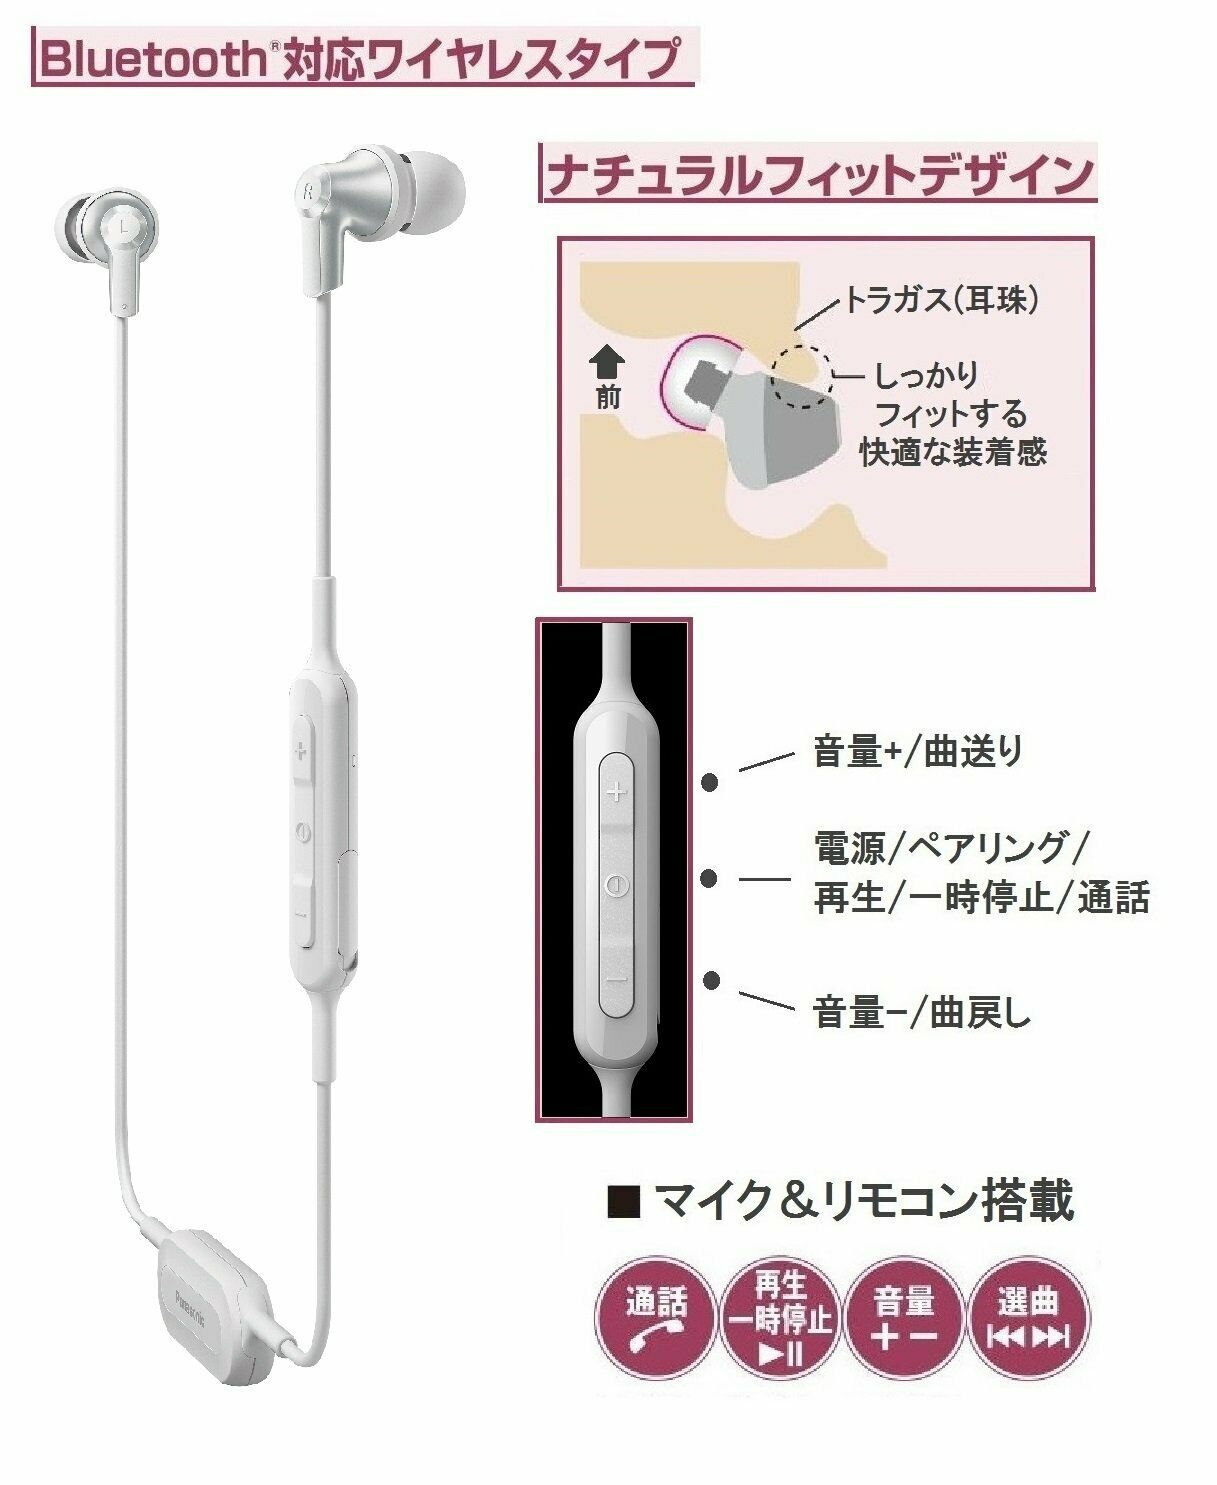 Bluetooth®対応ワイヤレスタイプ
ナチュラルフィットデザイン
L
R
トラガス(耳珠)
しっかり
フィットする
快適な装着感
前
音量+/曲送り
電源/ペアリング/
再生/一時停止/通話
音量−/曲戻し
Panasonic
■ マイク&リモコン搭載
通話
再生
一時停止
音量
+ −
選曲